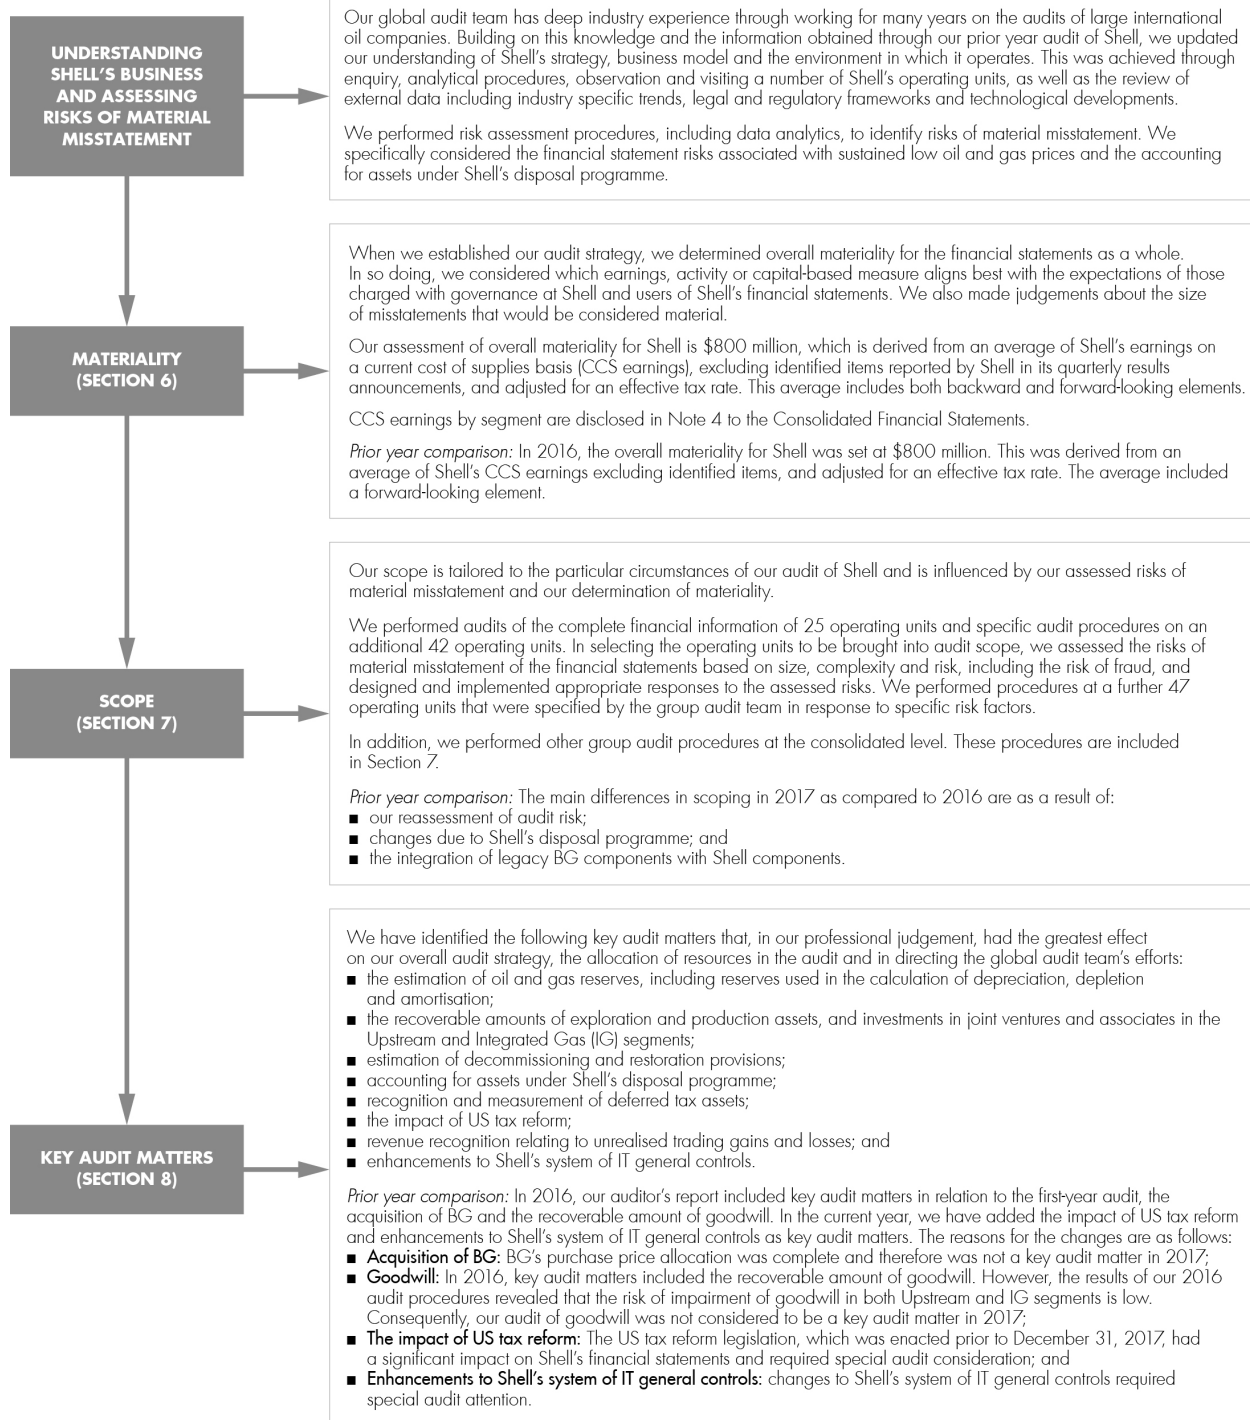 UNDERSTANDING
SHELL'S BUSINESS
AND ASSESSING
RISKS OF MATERIAL
MISSTATEMENT
Our global audit team has deep industry experience through working for many years on the audits of large international
oil companies. Building on this knowledge and the information obtained through our prior year audit of Shell, we updated
our understanding of Shell's strategy, business model and the environment in which it operates. This was achieved through
enquiry, analytical procedures, observation and visiting a number of Shell's operating units, as well as the review of
external data including industry specific trends, legal and regulatory frameworks and technological developments.
We performed risk assessment procedures, including data analytics, to identify risks of material misstatement. We
specifically considered the financial statement risks associated with sustained low oil and gas prices and the accounting
for assets under Shell's disposal programme.
MATERIALITY
(SECTION 6)
When we established our audit strategy, we determined overall materiality for the financial statements as a whole.
In so doing, we considered which earnings, activity or capital-based measure aligns best with the expectations of those
charged with governance at Shell and users of Shell's financial statements. We also made judgements about the size
of misstatements that would be considered material.
Our assessment of overall materiality for Shell is $800 million, which is derived from an average of Shell's earnings on
a current cost of supplies basis (CCS earnings), excluding identified items reported by Shell in its quarterly results
announcements, and adjusted for an effective tax rate. This average includes both backward and forward-looking elements.
CCS earnings by segment are disclosed in Note 4 to the Consolidated Financial Statements.
Prior year comparison: In 2016, the overall materiality for Shell was set at $800 million. This was derived from an
average of Shell's CCS earnings excluding identified items, and adjusted for an effective tax rate. The average included
a forward-looking element.
SCOPE
(SECTION 7)
Our scope is tailored to the particular circumstances of our audit of Shell and is influenced by our assessed risks of
material misstatement and our determination of materiality.
We performed audits of the complete financial information of 25 operating units and specific audit procedures on an
additional 42 operating units. In selecting the operating units to be brought into audit scope, we assessed the risks of
material misstatement of the financial statements based on size, complexity and risk, including the risk of fraud, and
designed and implemented appropriate responses to the assessed risks. We performed procedures at a further 47
operating units that were specified by the group audit team in response to specific risk factors.
In addition, we performed other group audit procedures at the consolidated level. These procedures are included
in Section 7.
Prior year comparison: The main differences in scoping in 2017 as compared to 2016 are as a result of:
■ our reassessment of audit risk;
■ changes due to Shell's disposal programme; and
■ the integration of legacy BG components with Shell components.
KEY AUDIT MATTERS
(SECTION 8)
We have identified the following key audit matters that, in our professional judgement, had the greatest effect
on our overall audit strategy, the allocation of resources in the audit and in directing the global audit team's efforts:
■ the estimation of oil and gas reserves, including reserves used in the calculation of depreciation, depletion
and amortisation;
■ the recoverable amounts of exploration and production assets, and investments in joint ventures and associates in the
Upstream and Integrated Gas (IG) segments;
■ estimation of decommissioning and restoration provisions;
■ accounting for assets under Shell's disposal programme;
■ recognition and measurement of deferred tax assets;
■ the impact of US tax reform;
■ revenue recognition relating to unrealised trading gains and losses; and
■ enhancements to Shell's system of IT general controls.
Prior year comparison: In 2016, our auditor's report included key audit matters in relation to the first-year audit, the
acquisition of BG and the recoverable amount of goodwill. In the current year, we have added the impact of US tax reform
and enhancements to Shell's system of IT general controls as key audit matters. The reasons for the changes are as follows:
■ Acquisition of BG: BG's purchase price allocation was complete and therefore was not a key audit matter in 2017;
■ Goodwill: In 2016, key audit matters included the recoverable amount of goodwill. However, the results of our 2016
audit procedures revealed that the risk of impairment of goodwill in both Upstream and IG segments is low.
Consequently, our audit of goodwill was not considered to be a key audit matter in 2017;
■ The impact of US tax reform: The US tax reform legislation, which was enacted prior to December 31, 2017, had
a significant impact on Shell's financial statements and required special audit consideration; and
■ Enhancements to Shell's system of IT general controls: changes to Shell's system of IT general controls required
special audit attention.